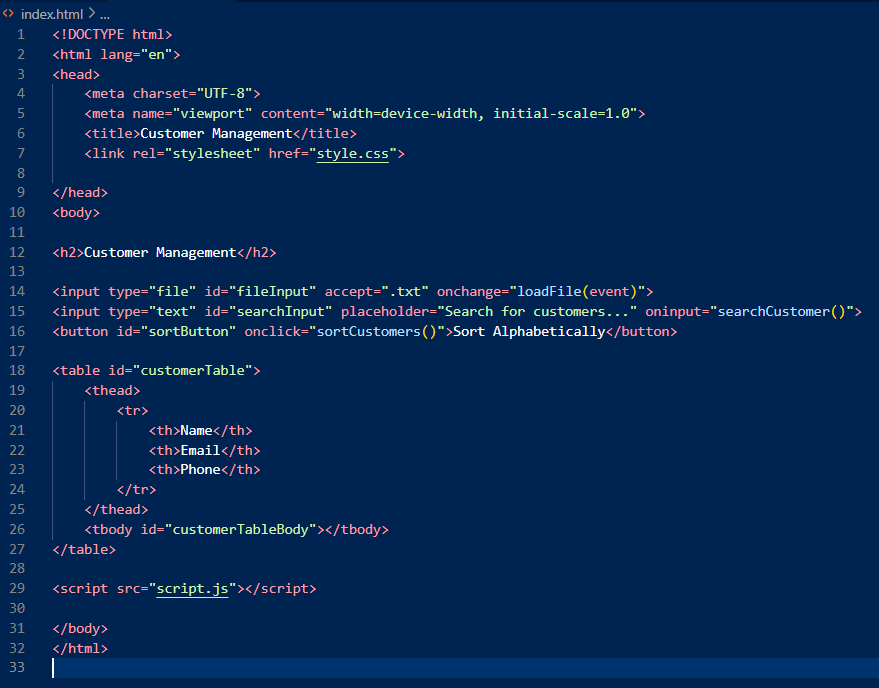 index.html > ...
1 <!DOCTYPE html>
2 <html lang="en">
3 <head>
4     <meta charset="UTF-8">
5     <meta name="viewport" content="width=device-width, initial-scale=1.0">
6     <title>Customer Management</title>
7     <link rel="stylesheet" href="style.css">
8
9 </head>
10 <body>
11
12 <h2>Customer Management</h2>
13
14 <input type="file" id="fileInput" accept=".txt" onchange="loadFile(event)">
15 <input type="text" id="searchInput" placeholder="Search for customers..." oninput="searchCustomer()">
16 <button id="sortButton" onclick="sortCustomers()">Sort Alphabetically</button>
17
18 <table id="customerTable">
19     <thead>
20         <tr>
21             <th>Name</th>
22             <th>Email</th>
23             <th>Phone</th>
24         </tr>
25     </thead>
26     <tbody id="customerTableBody"></tbody>
27 </table>
28
29 <script src="script.js"></script>
30
31 </body>
32 </html>
33